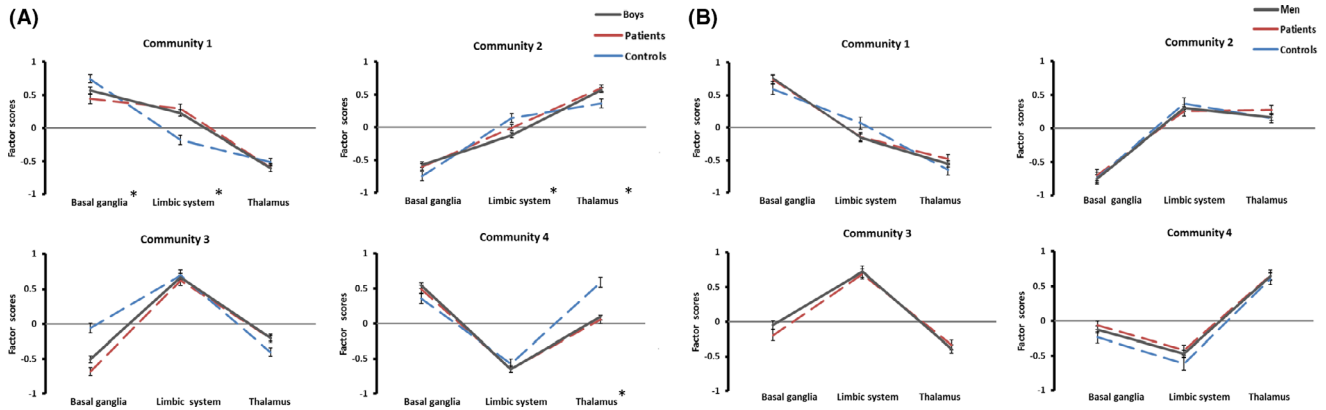 (A)
Boys
Patients
Controls
Community 1
Factor scores
1
0.5
0
-0.5
-1
Basal ganglia * Limbic system * Thalamus
Community 2
Factor scores
1
0.5
0
-0.5
-1
Basal ganglia Limbic system * Thalamus *
Community 3
Factor scores
1
0.5
0
-0.5
-1
Basal ganglia Limbic system Thalamus
Community 4
Factor scores
1
0.5
0
-0.5
-1
Basal ganglia Limbic system Thalamus *
(B)
Men
Patients
Controls
Community 1
Factor scores
1
0.5
0
-0.5
-1
Basal ganglia Limbic system Thalamus
Community 2
Factor scores
1
0.5
0
-0.5
-1
Basal ganglia Limbic system Thalamus
Community 3
Factor scores
1
0.5
0
-0.5
-1
Basal ganglia Limbic system Thalamus
Community 4
Factor scores
1
0.5
0
-0.5
-1
Basal ganglia Limbic system Thalamus